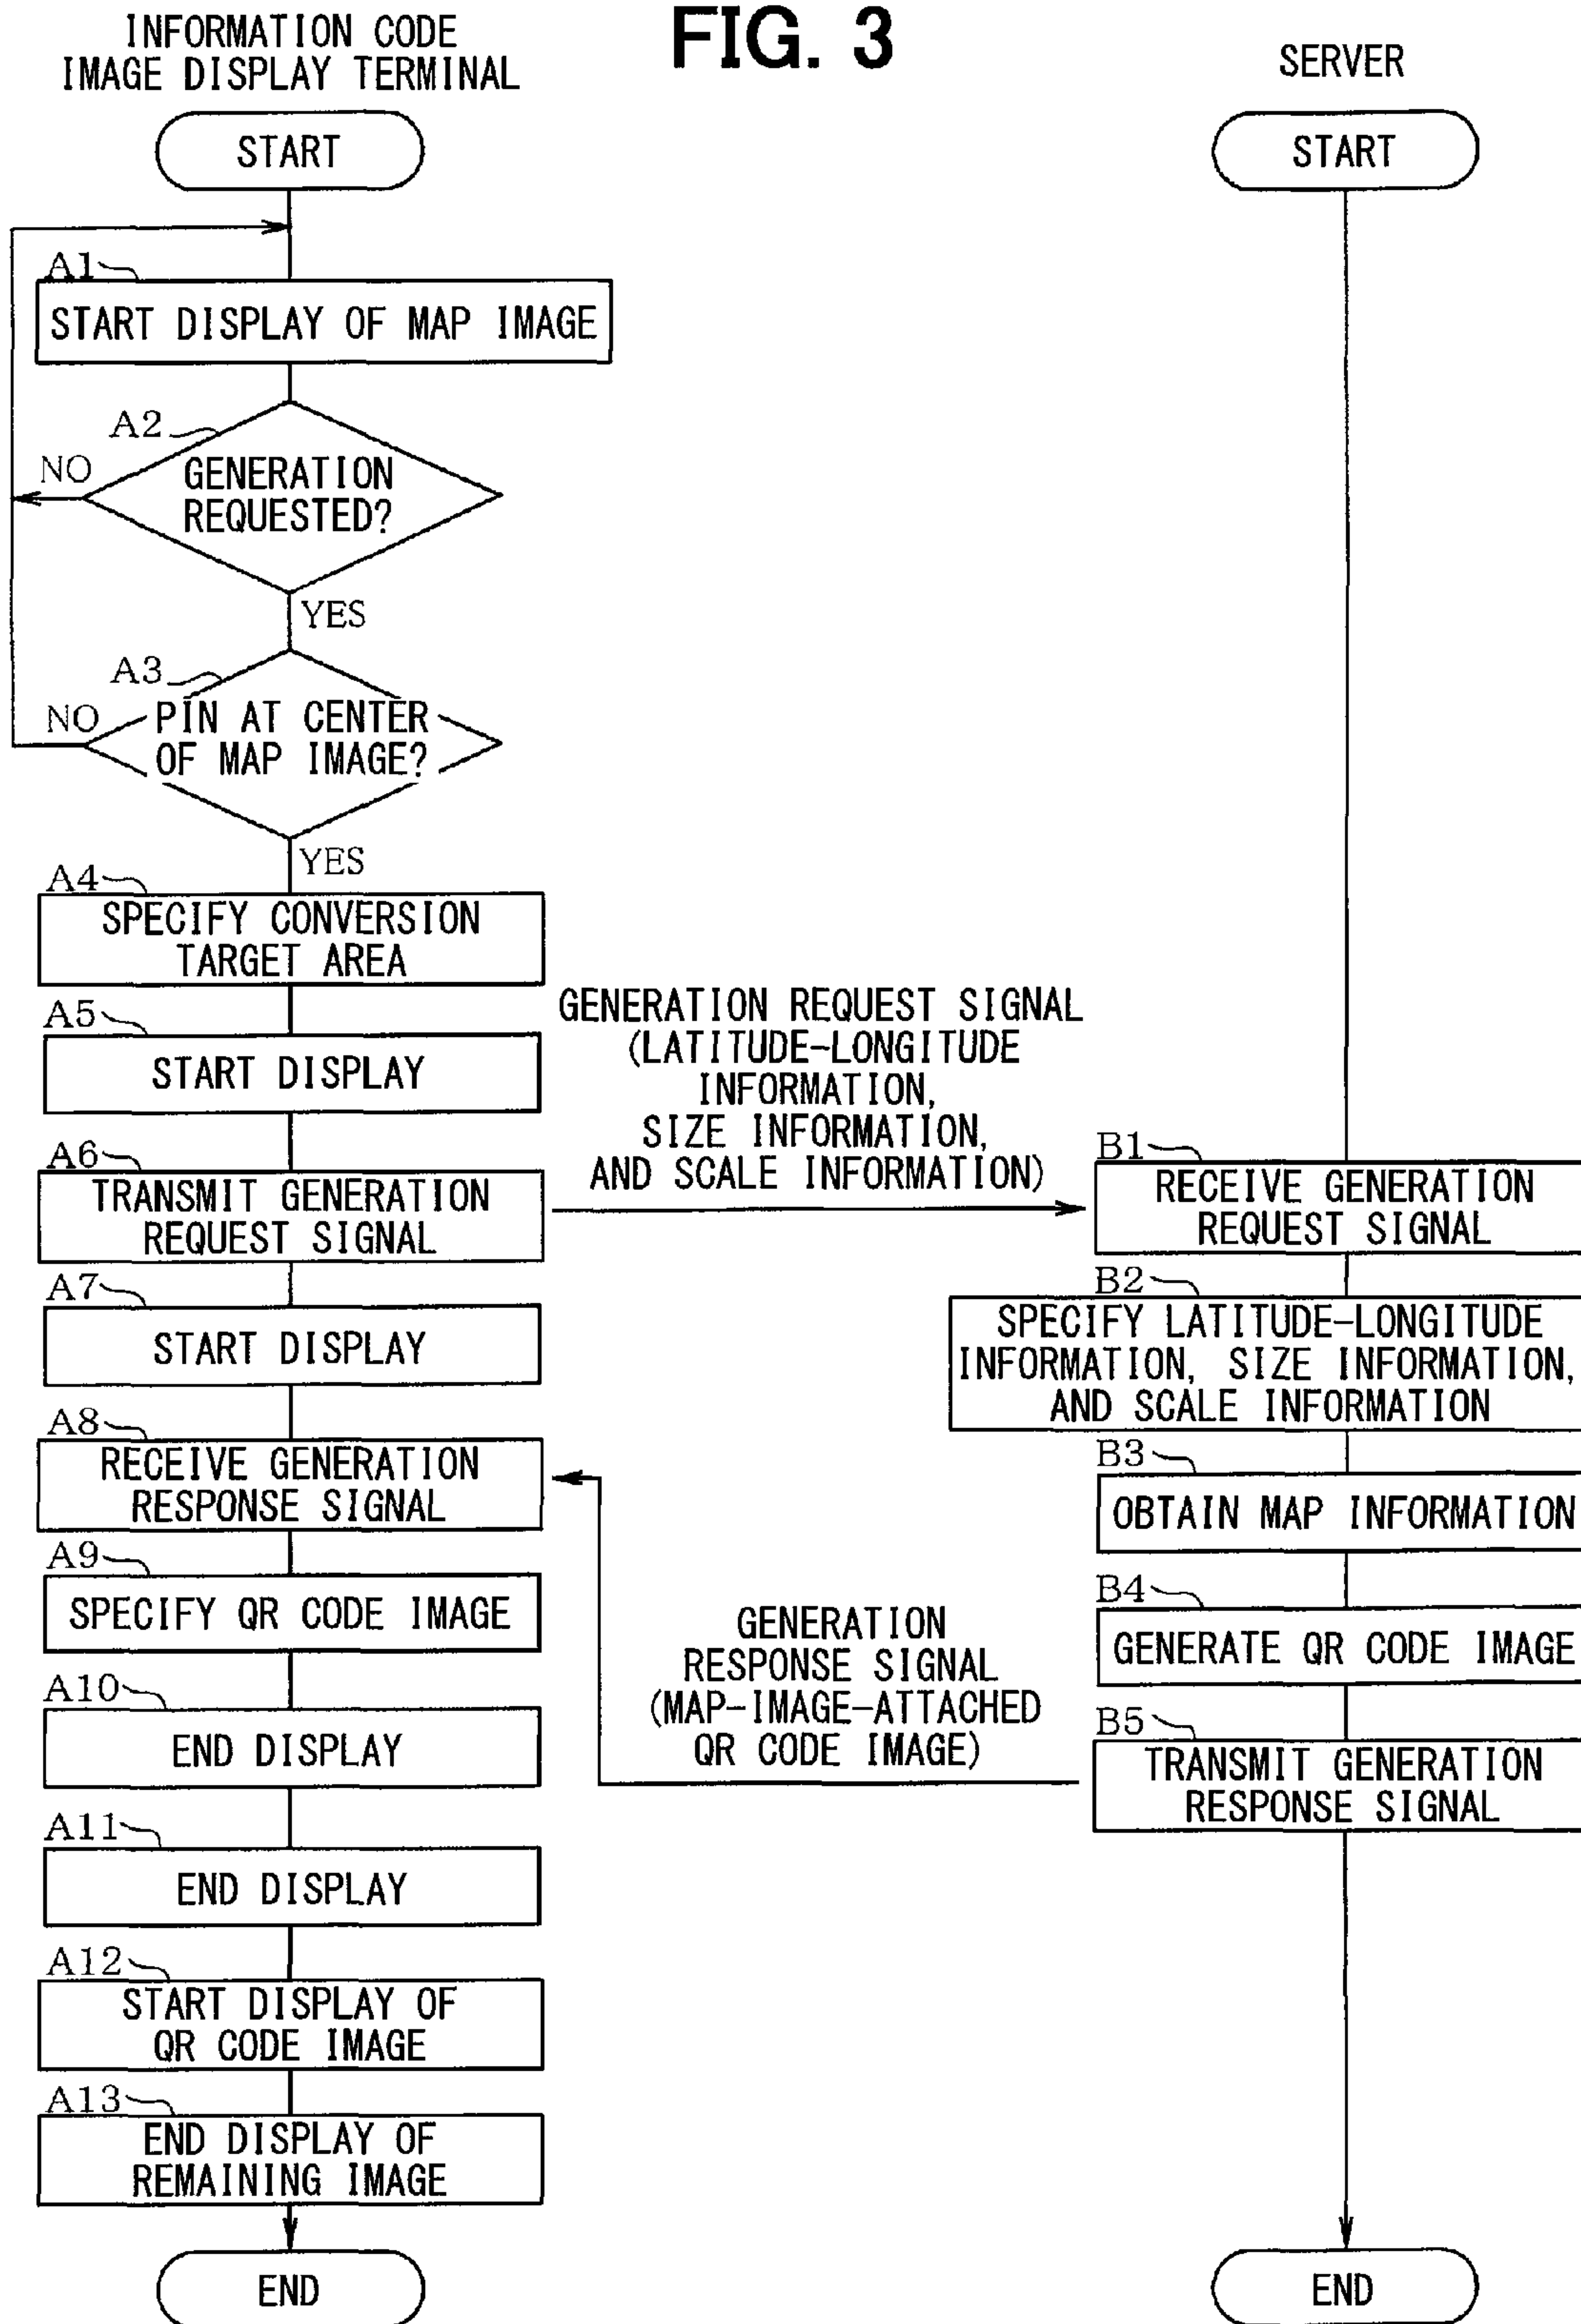 FIG. 3
INFORMATION CODE
IMAGE DISPLAY TERMINAL
START
A1
START DISPLAY OF MAP IMAGE
A2
NO
GENERATION
REQUESTED?
YES
A3
NO
PIN AT CENTER
OF MAP IMAGE?
YES
A4
SPECIFY CONVERSION
TARGET AREA
A5
START DISPLAY
A6
TRANSMIT GENERATION
REQUEST SIGNAL
A7
START DISPLAY
A8
RECEIVE GENERATION
RESPONSE SIGNAL
A9
SPECIFY QR CODE IMAGE
A10
END DISPLAY
A11
END DISPLAY
A12
START DISPLAY OF
QR CODE IMAGE
A13
END DISPLAY OF
REMAINING IMAGE
END
GENERATION REQUEST SIGNAL
(LATITUDE-LONGITUDE
INFORMATION,
SIZE INFORMATION,
AND SCALE INFORMATION)
GENERATION
RESPONSE SIGNAL
(MAP-IMAGE-ATTACHED
QR CODE IMAGE)
SERVER
START
B1
RECEIVE GENERATION
REQUEST SIGNAL
B2
SPECIFY LATITUDE-LONGITUDE
INFORMATION, SIZE INFORMATION,
AND SCALE INFORMATION
B3
OBTAIN MAP INFORMATION
B4
GENERATE QR CODE IMAGE
B5
TRANSMIT GENERATION
RESPONSE SIGNAL
END